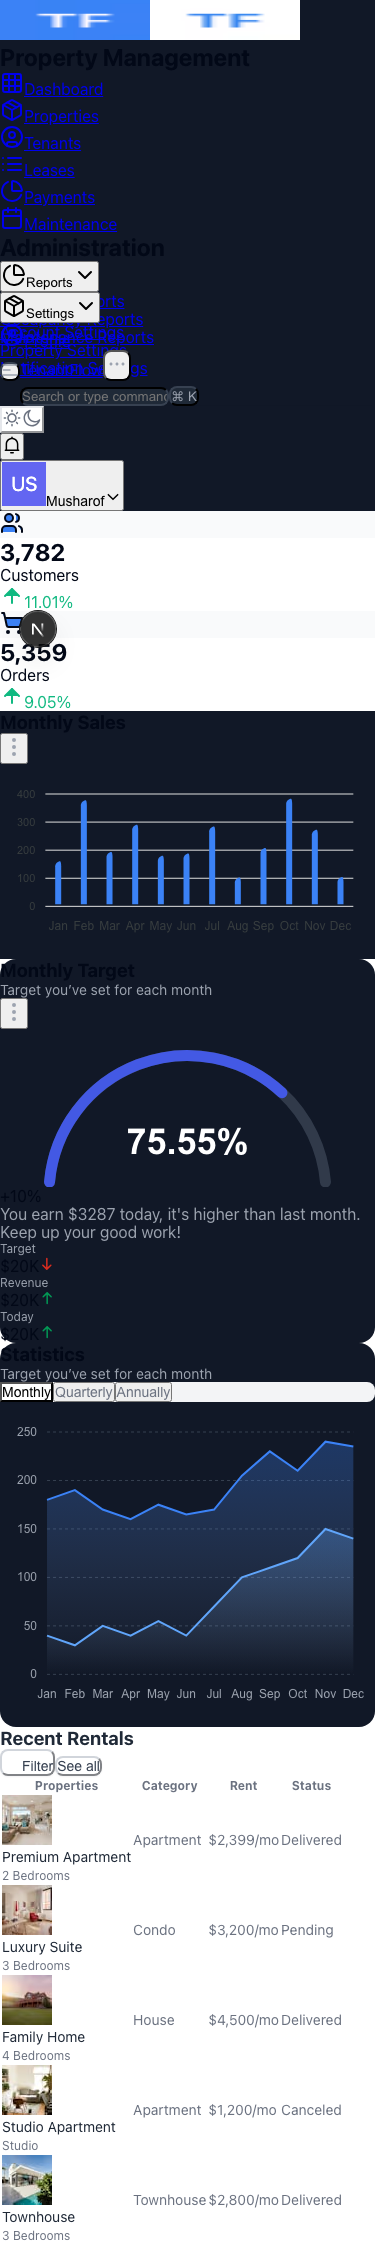 TF TF
Property Management
Dashboard
Properties
Tenants
Leases
Payments
Maintenance
Administration
Reports
Settings
Search or type command ⌘ K
US Musharof
3,782
Customers
11.01%
N
5,359
Orders
9.05%
Monthly Sales
400
300
200
100
0
Jan Feb Mar Apr May Jun Jul Aug Sep Oct Nov Dec
Monthly Target
Target you've set for each month
75.55%
+10%
You earn $3287 today, it's higher than last month.
Keep up your good work!
Target
$20K
Revenue
$20K
Today
$20K
Statistics
Target you've set for each month
Monthly Quarterly Annually
250
200
150
100
50
0
Jan Feb Mar Apr May Jun Jul Aug Sep Oct Nov Dec
Recent Rentals
Filter See all
Properties Category Rent Status
Apartment $2,399/mo Delivered
Premium Apartment
2 Bedrooms
Condo $3,200/mo Pending
Luxury Suite
3 Bedrooms
House $4,500/mo Delivered
Family Home
4 Bedrooms
Apartment $1,200/mo Canceled
Studio Apartment
Studio
Townhouse $2,800/mo Delivered
Townhouse
3 Bedrooms